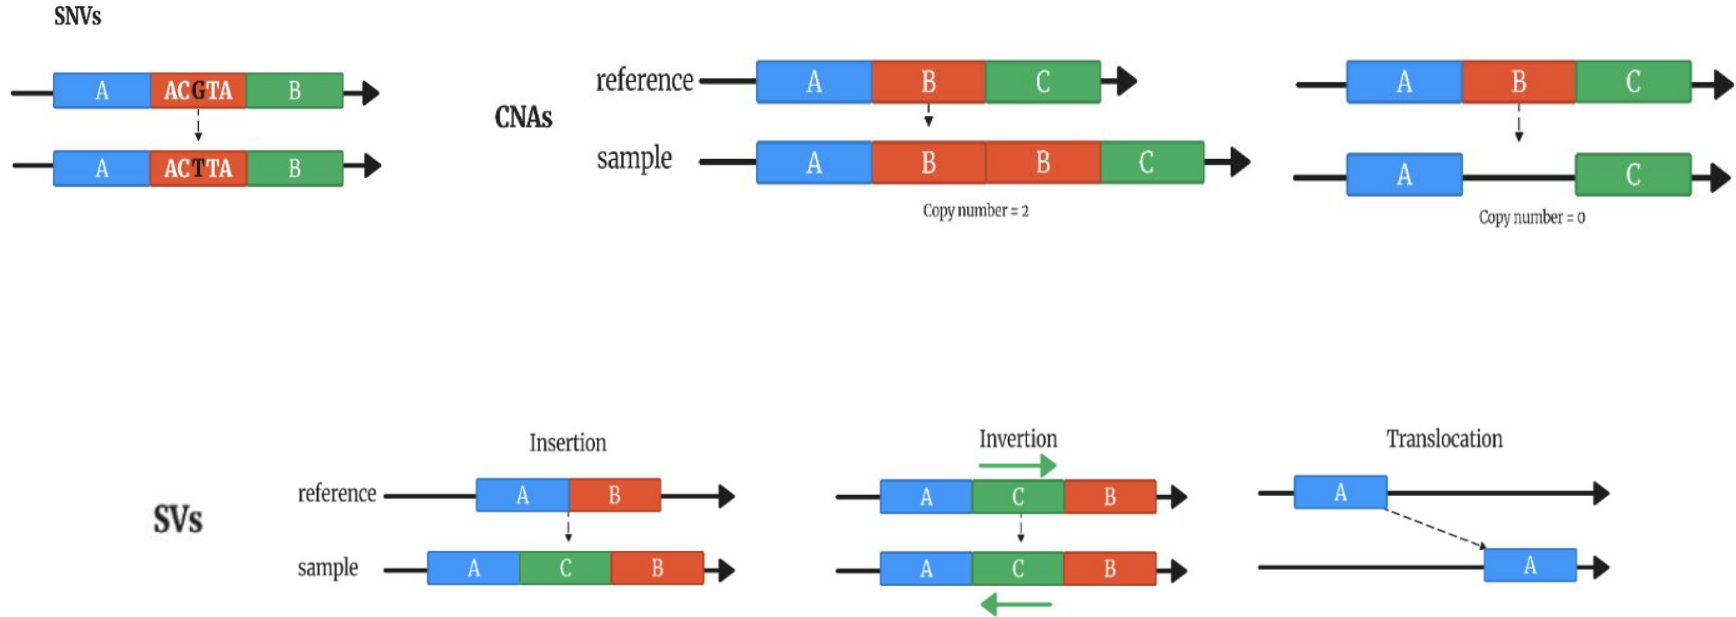 SNVs
A ACGTA B
A ACTTA B
CNAs
reference A B C
sample A B B C
Copy number = 2
A B C
A C
Copy number = 0
SVs
Insertion
reference A B
sample A C B
Invertion
A C B
A C B
Translocation
A
A